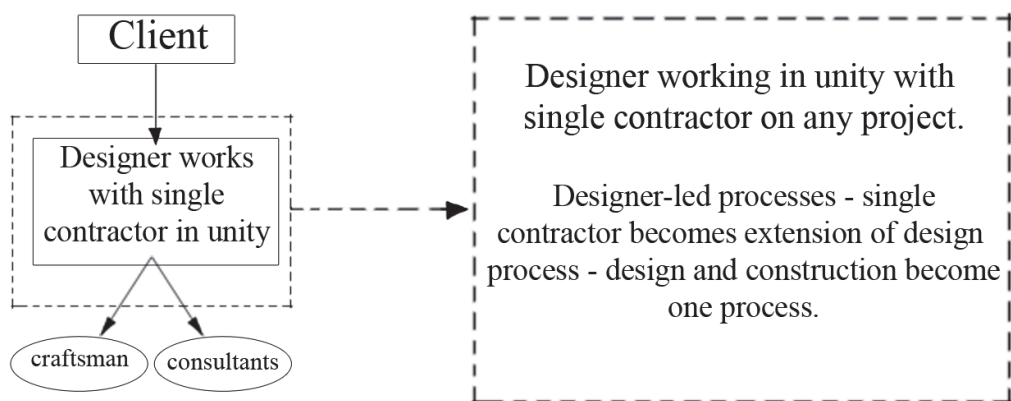 Client
Designer works
with single
contractor in unity
craftsman
consultants
Designer working in unity with
single contractor on any project.
Designer-led processes - single
contractor becomes extension of design
process - design and construction become
one process.